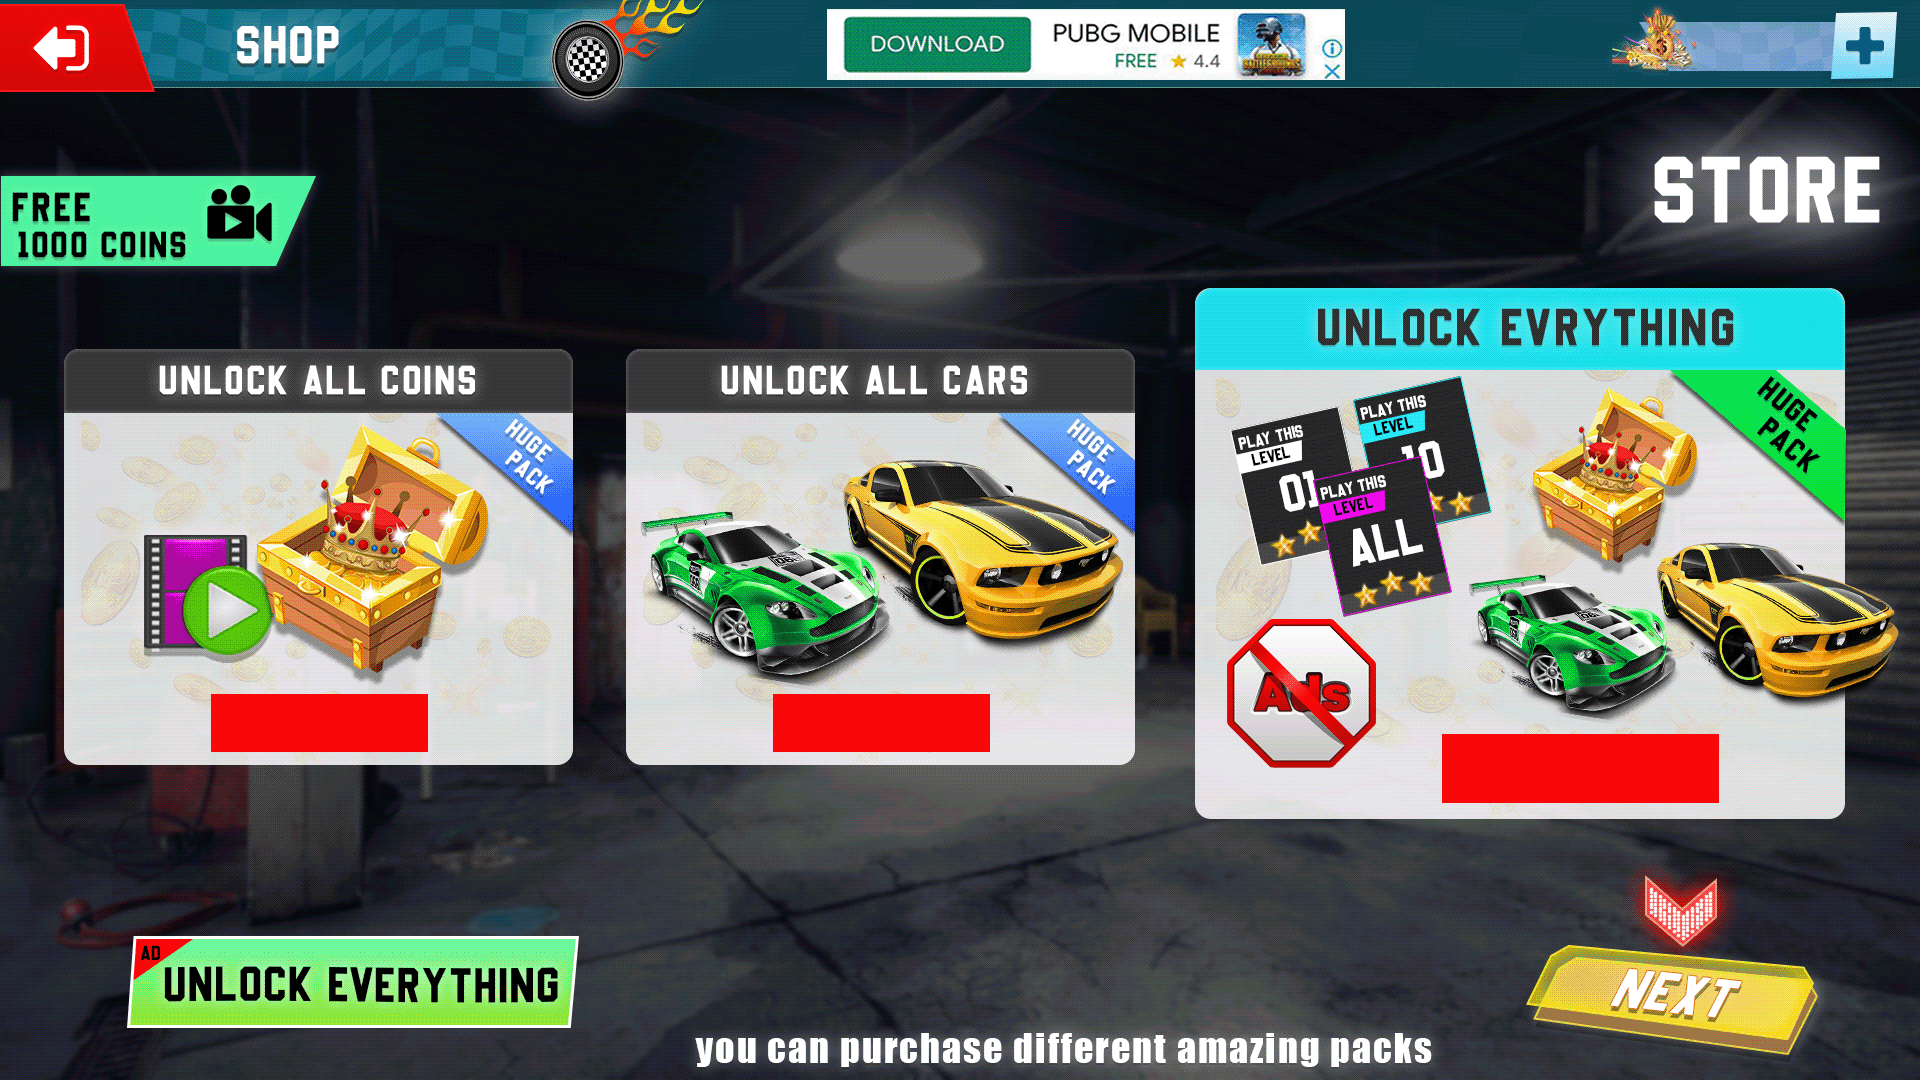 SHOP
DOWNLOAD
PUBG MOBILE
FREE ★ 4.4
FREE
1000 COINS
STORE
UNLOCK ALL COINS
HUGE
PACK
UNLOCK ALL CARS
HUGE
PACK
UNLOCK EVRYTHING
HUGE
PACK
PLAY THIS
LEVEL
01
PLAY THIS
LEVEL
10
PLAY THIS
LEVEL
ALL
Ads
AD
UNLOCK EVERYTHING
NEXT
you can purchase different amazing packs